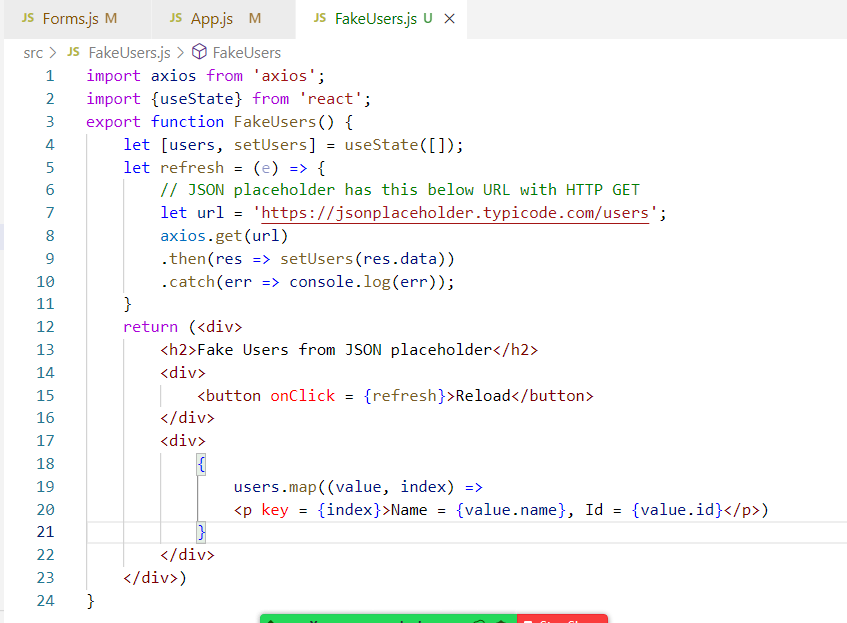 JS Forms.js M JS App.js M JS FakeUsers.js U ×
src > JS FakeUsers.js > FakeUsers
1 import axios from 'axios';
2 import {useState} from 'react';
3 export function FakeUsers() {
4 let [users, setUsers] = useState([]);
5 let refresh = (e) => {
6 // JSON placeholder has this below URL with HTTP GET
7 let url = 'https://jsonplaceholder.typicode.com/users';
8 axios.get(url)
9 .then(res => setUsers(res.data))
10 .catch(err => console.log(err));
11 }
12 return (<div>
13 <h2>Fake Users from JSON placeholder</h2>
14 <div>
15 <button onClick = {refresh}>Reload</button>
16 </div>
17 <div>
18 {
19 users.map((value, index) =>
20 <p key = {index}>Name = {value.name}, Id = {value.id}</p>)
21 }
22 </div>
23 </div>)
24 }